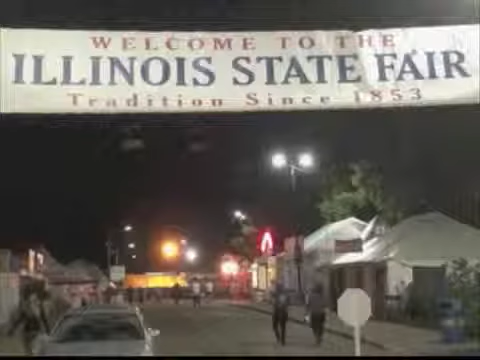 WELCOME TO THE
ILLINOIS STATE FAIR
Tradition Since 1853